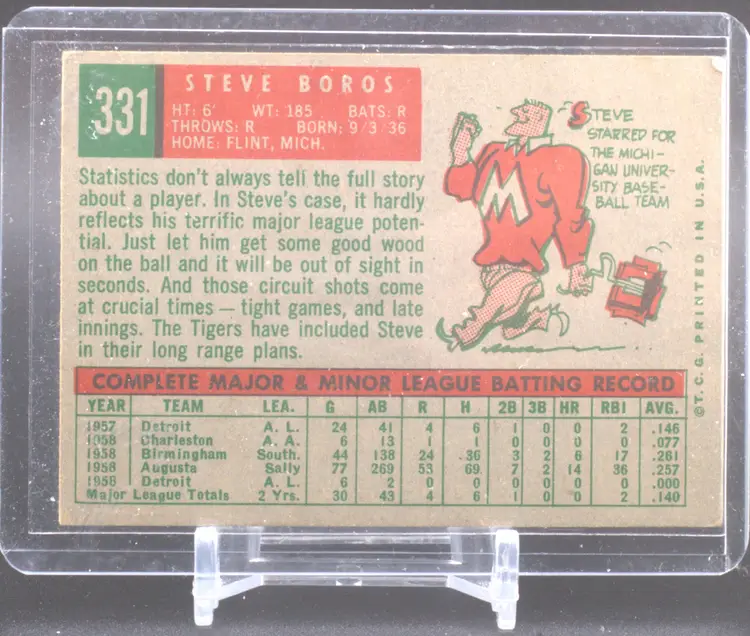 331
STEVE BOROS
HT: 6' WT: 185 BATS: R
THROWS: R BORN: 9/3/36
HOME: FLINT, MICH.
Statistics don't always tell the full story
about a player. In Steve's case, it hardly
reflects his terrific major league poten-
tial. Just let him get some good wood
on the ball and it will be out of sight in
seconds. And those circuit shots come
at crucial times — tight games, and late
innings. The Tigers have included Steve
in their long range plans.
M
STEVE
STARRED FOR
THE MICHI-
GAN UNIVER-
SITY BASE-
BALL TEAM
©T.C.G. PRINTED IN U.S.A.
COMPLETE MAJOR & MINOR LEAGUE BATTING RECORD
YEAR TEAM LEA. G AB R H 2B 3B HR RBI AVG.
1957 Detroit A. L. 24 41 4 6 1 0 0 2 .146
1958 Charleston A. A. 6 13 1 1 0 0 0 0 .077
1958 Birmingham South. 44 138 24 36 3 2 6 17 .261
1958 Augusta Sally 77 269 53 69 7 2 14 36 .257
1958 Detroit A. L. 6 2 0 0 0 0 0 0 .000
Major League Totals 2 Yrs. 30 43 4 6 1 0 0 2 .140